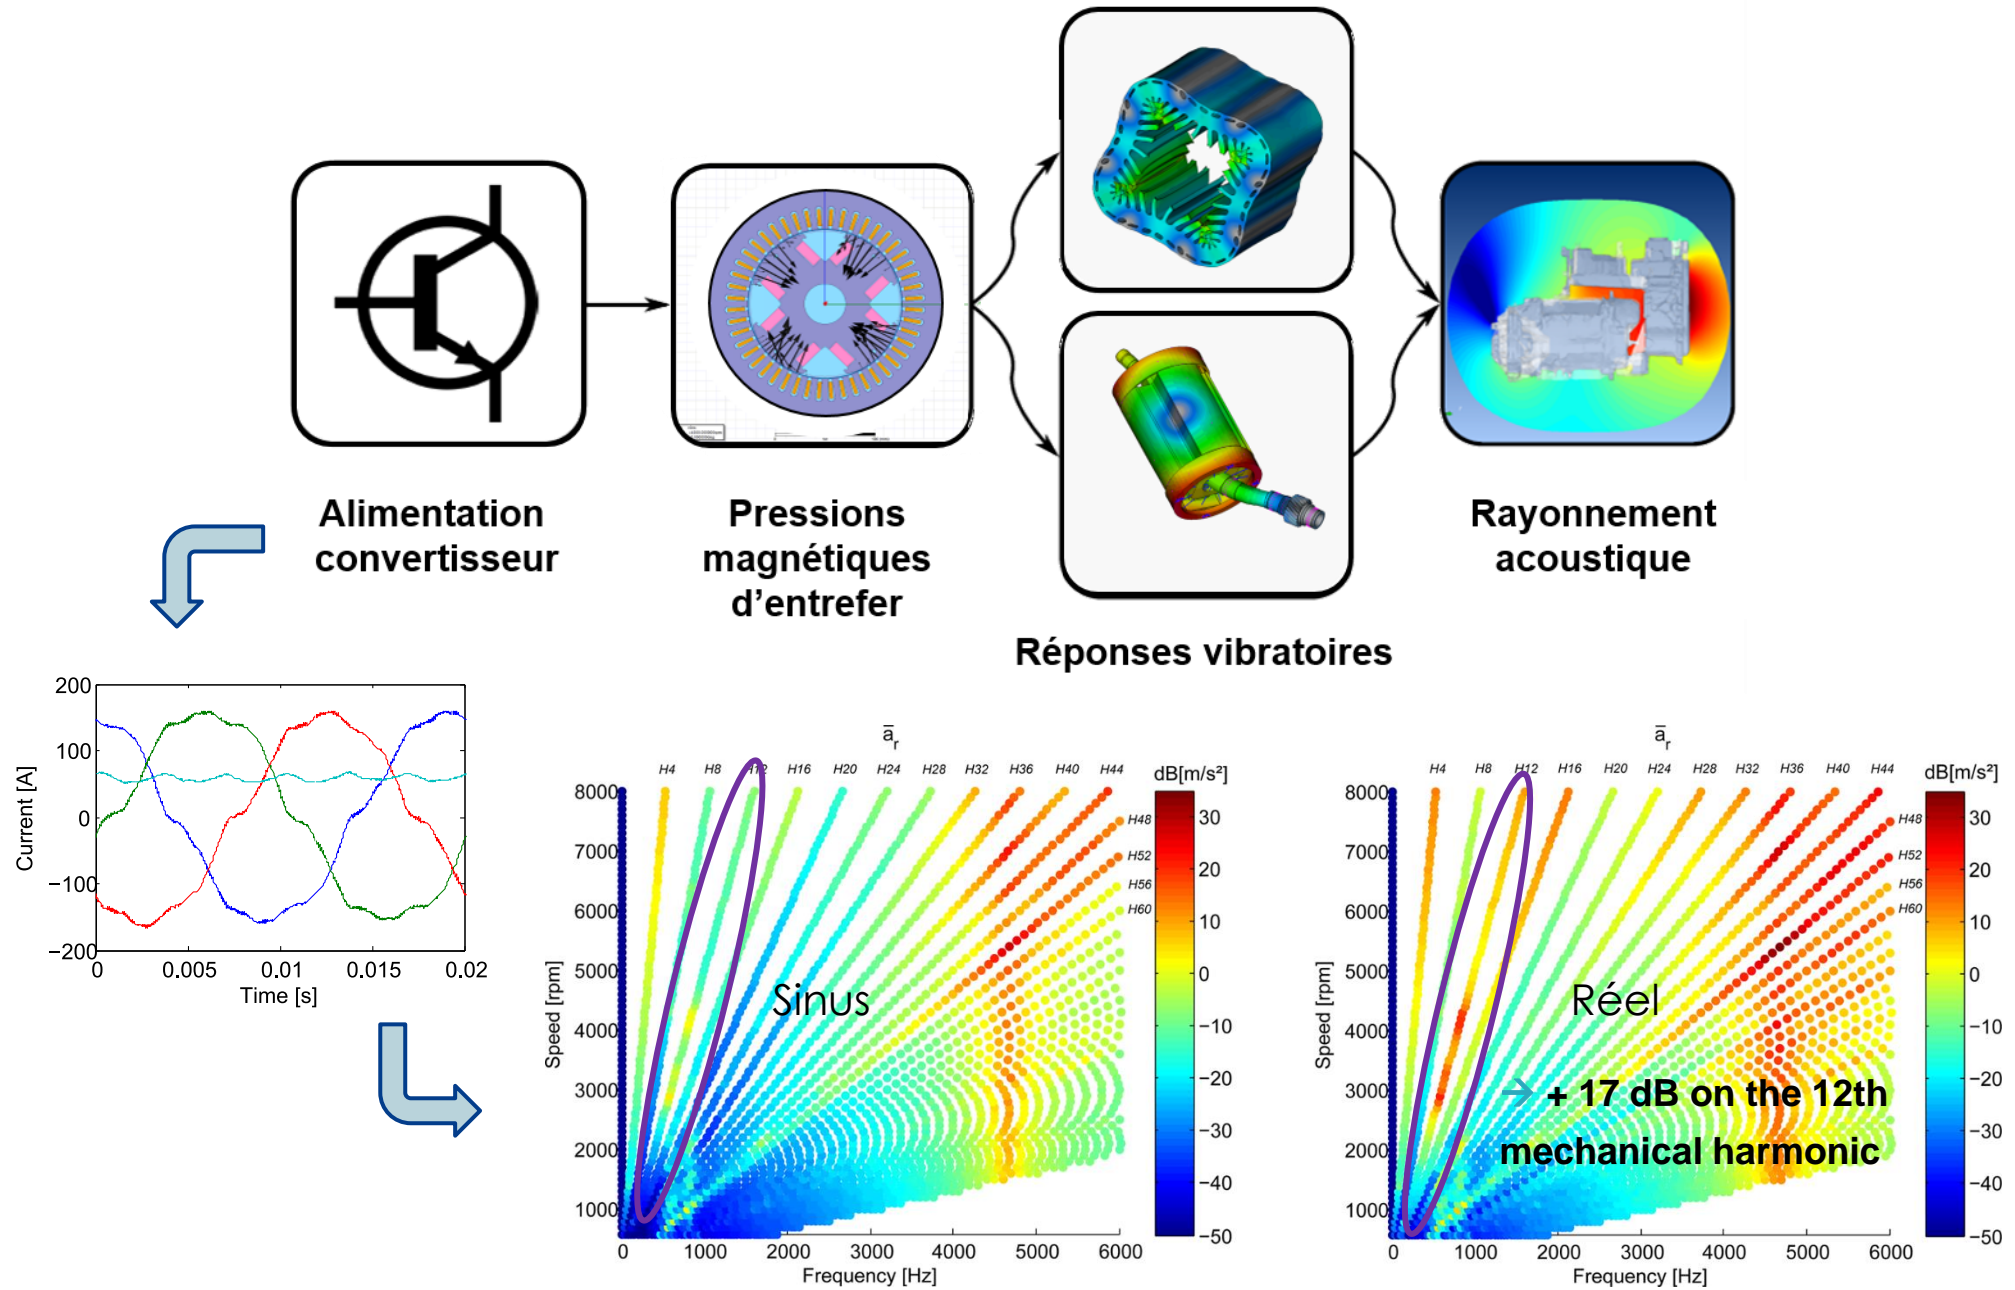 Alimentation
convertisseur
Pressions
magnétiques
d'entrefer
Réponses vibratoires
Rayonnement
acoustique
200
100
0
−100
−200
Current [A]
0 0.005 0.01 0.015 0.02
Time [s]
a̅r
H4 H8 H12 H16 H20 H24 H28 H32 H36 H40 H44
H48
H52
H56
H60
dB[m/s²]
30
20
10
0
−10
−20
−30
−40
−50
8000
7000
6000
5000
4000
3000
2000
1000
Speed [rpm]
Sinus
0 1000 2000 3000 4000 5000 6000
Frequency [Hz]
a̅r
H4 H8 H12 H16 H20 H24 H28 H32 H36 H40 H44
H48
H52
H56
H60
dB[m/s²]
30
20
10
0
−10
−20
−30
−40
−50
8000
7000
6000
5000
4000
3000
2000
1000
Speed [rpm]
Réel
→ + 17 dB on the 12th
mechanical harmonic
0 1000 2000 3000 4000 5000 6000
Frequency [Hz]